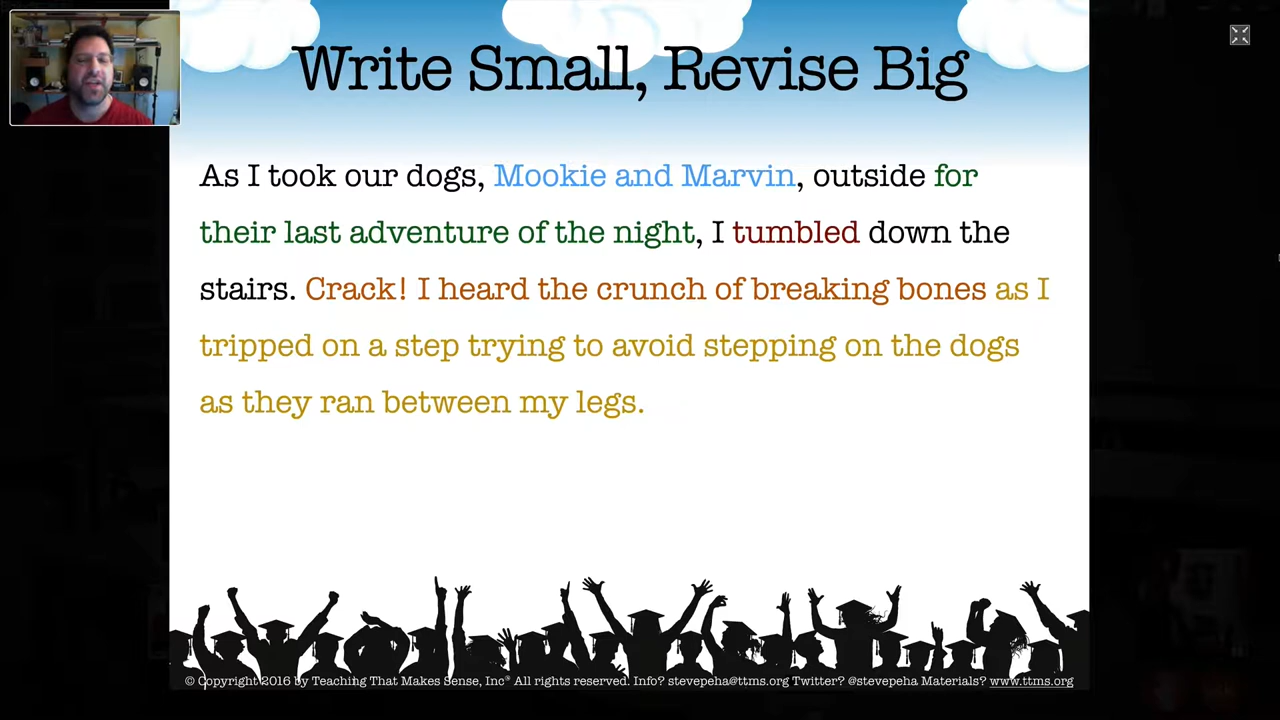 Write Small, Revise Big
As I took our dogs, Mookie and Marvin, outside for
their last adventure of the night, I tumbled down the
stairs. Crack! I heard the crunch of breaking bones as I
tripped on a step trying to avoid stepping on the dogs
as they ran between my legs.
© Copyright 2016 by Teaching That Makes Sense, Inc® All rights reserved. Info? stevepeha@ttms.org Twitter? @stevepeha Materials? www.ttms.org